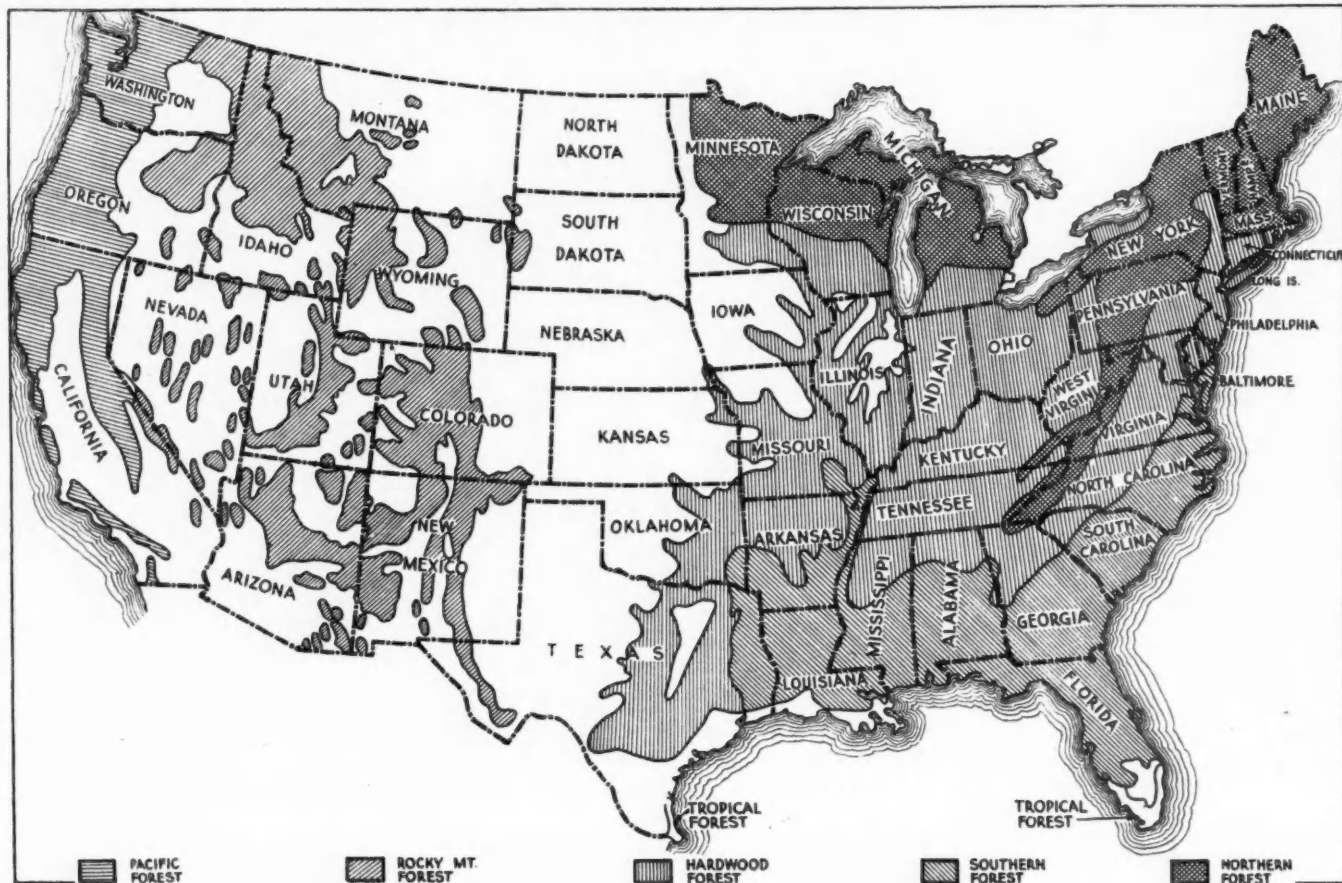 WASHINGTON
MONTANA
NORTH
DAKOTA
MINNESOTA
MICHIGAN
MAINE
VERMONT
N. HAMPS.
OREGON
IDAHO
SOUTH
DAKOTA
WISCONSIN
MASS.
NEW YORK
CONNECTICUT
LONG IS.
WYOMING
NEVADA
NEBRASKA
IOWA
PENNSYLVANIA
PHILADELPHIA
CALIFORNIA
UTAH
COLORADO
KANSAS
MISSOURI
ILLINOIS
INDIANA
OHIO
WEST
VIRGINIA
VIRGINIA
BALTIMORE
KENTUCKY
ARIZONA
NEW
MEXICO
OKLAHOMA
ARKANSAS
TENNESSEE
NORTH CAROLINA
SOUTH
CAROLINA
TEXAS
LOUISIANA
MISSISSIPPI
ALABAMA
GEORGIA
FLORIDA
TROPICAL
FOREST
TROPICAL
FOREST
PACIFIC
FOREST
ROCKY MT.
FOREST
HARDWOOD
FOREST
SOUTHERN
FOREST
NORTHERN
FOREST